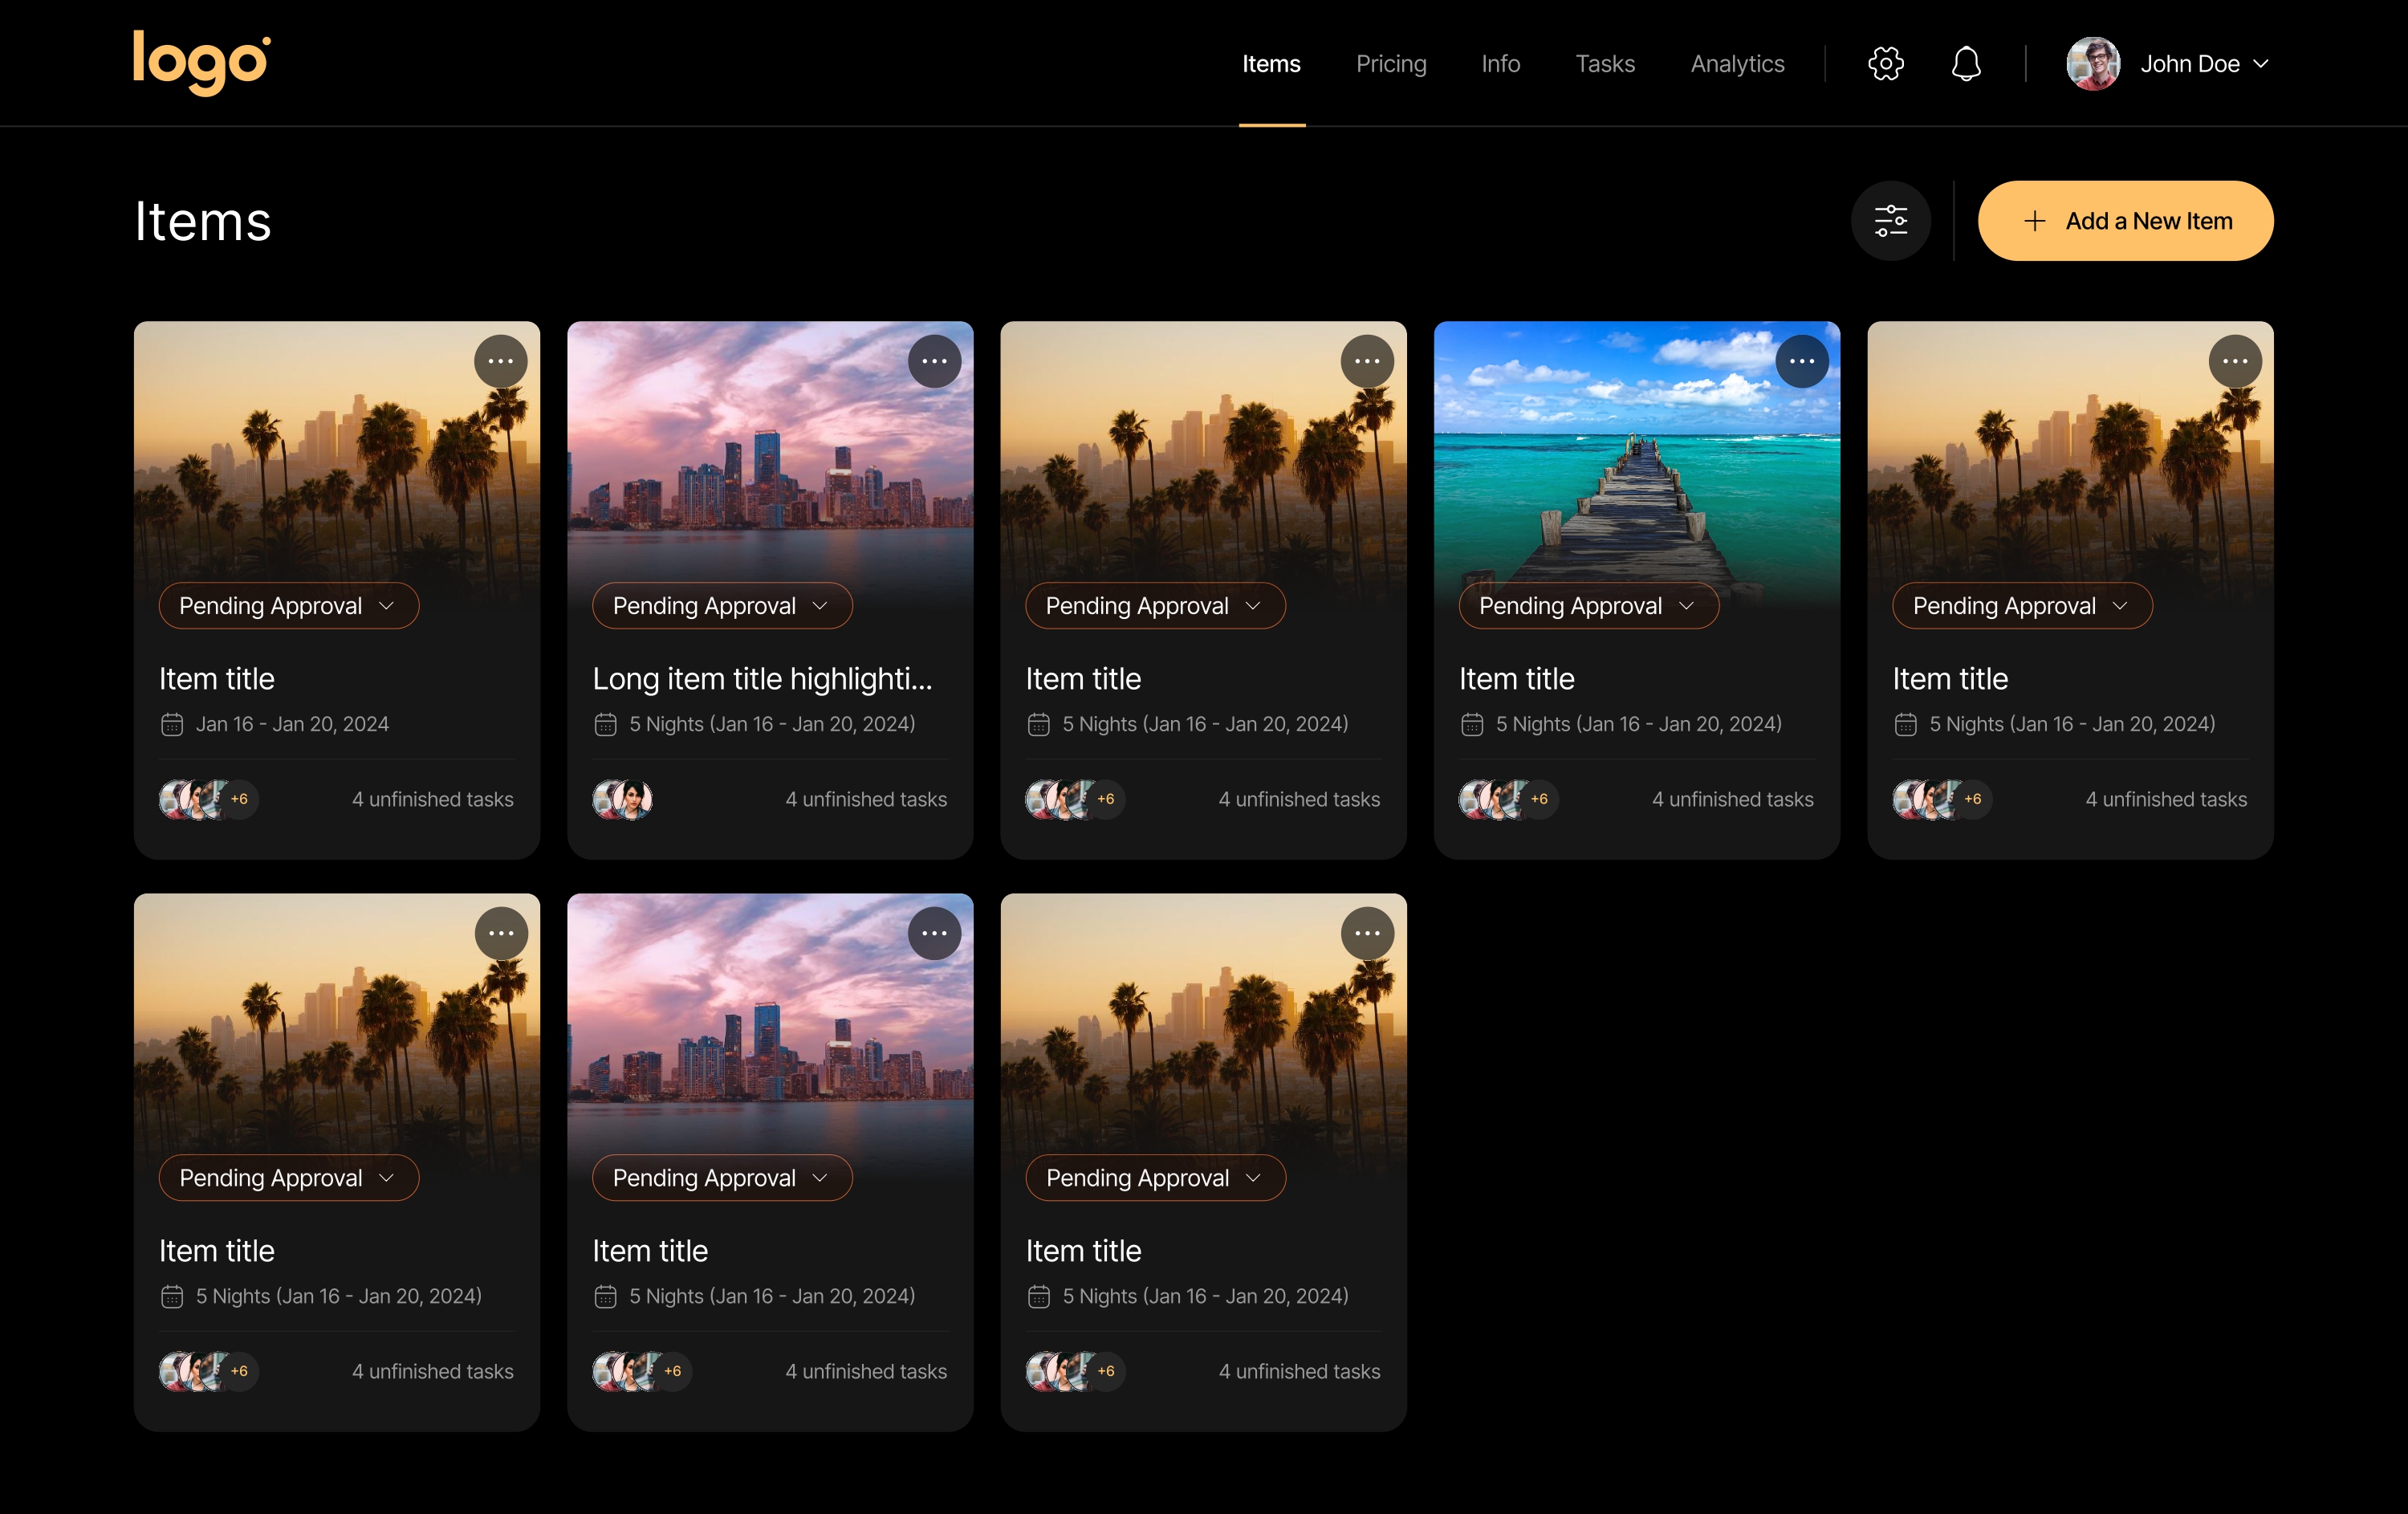 logo
Items Pricing Info Tasks Analytics John Doe
Items
Add a New Item
Pending Approval
Item title
Jan 16 - Jan 20, 2024
+6 4 unfinished tasks
Pending Approval
Long item title highlighti...
5 Nights (Jan 16 - Jan 20, 2024)
4 unfinished tasks
Pending Approval
Item title
5 Nights (Jan 16 - Jan 20, 2024)
+6 4 unfinished tasks
Pending Approval
Item title
5 Nights (Jan 16 - Jan 20, 2024)
+6 4 unfinished tasks
Pending Approval
Item title
5 Nights (Jan 16 - Jan 20, 2024)
+6 4 unfinished tasks
Pending Approval
Item title
5 Nights (Jan 16 - Jan 20, 2024)
+6 4 unfinished tasks
Pending Approval
Item title
5 Nights (Jan 16 - Jan 20, 2024)
+6 4 unfinished tasks
Pending Approval
Item title
5 Nights (Jan 16 - Jan 20, 2024)
+6 4 unfinished tasks